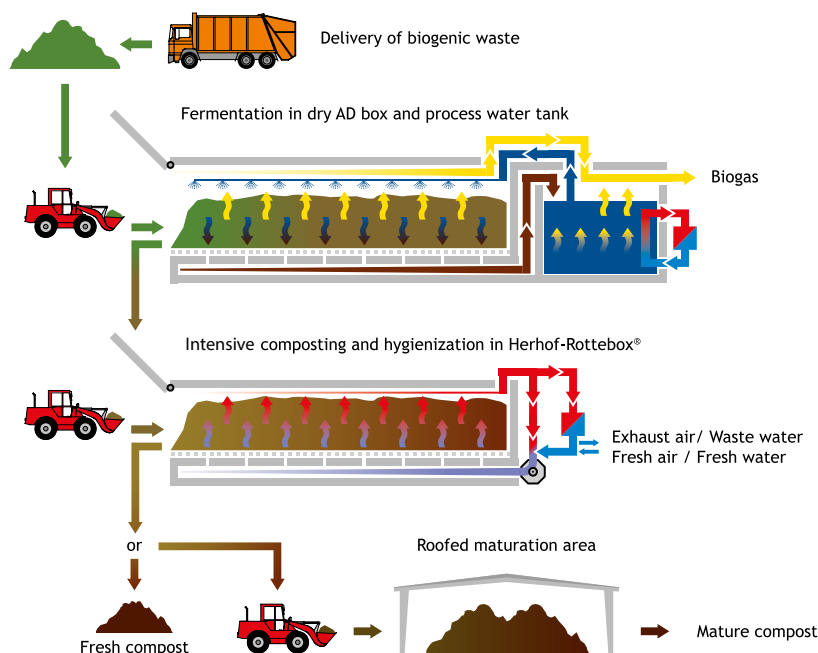 Delivery of biogenic waste
Fermentation in dry AD box and process water tank
Biogas
Intensive composting and hygienization in Herhof-Rottebox®
Exhaust air/ Waste water
Fresh air / Fresh water
or
Roofed maturation area
Fresh compost
Mature compost